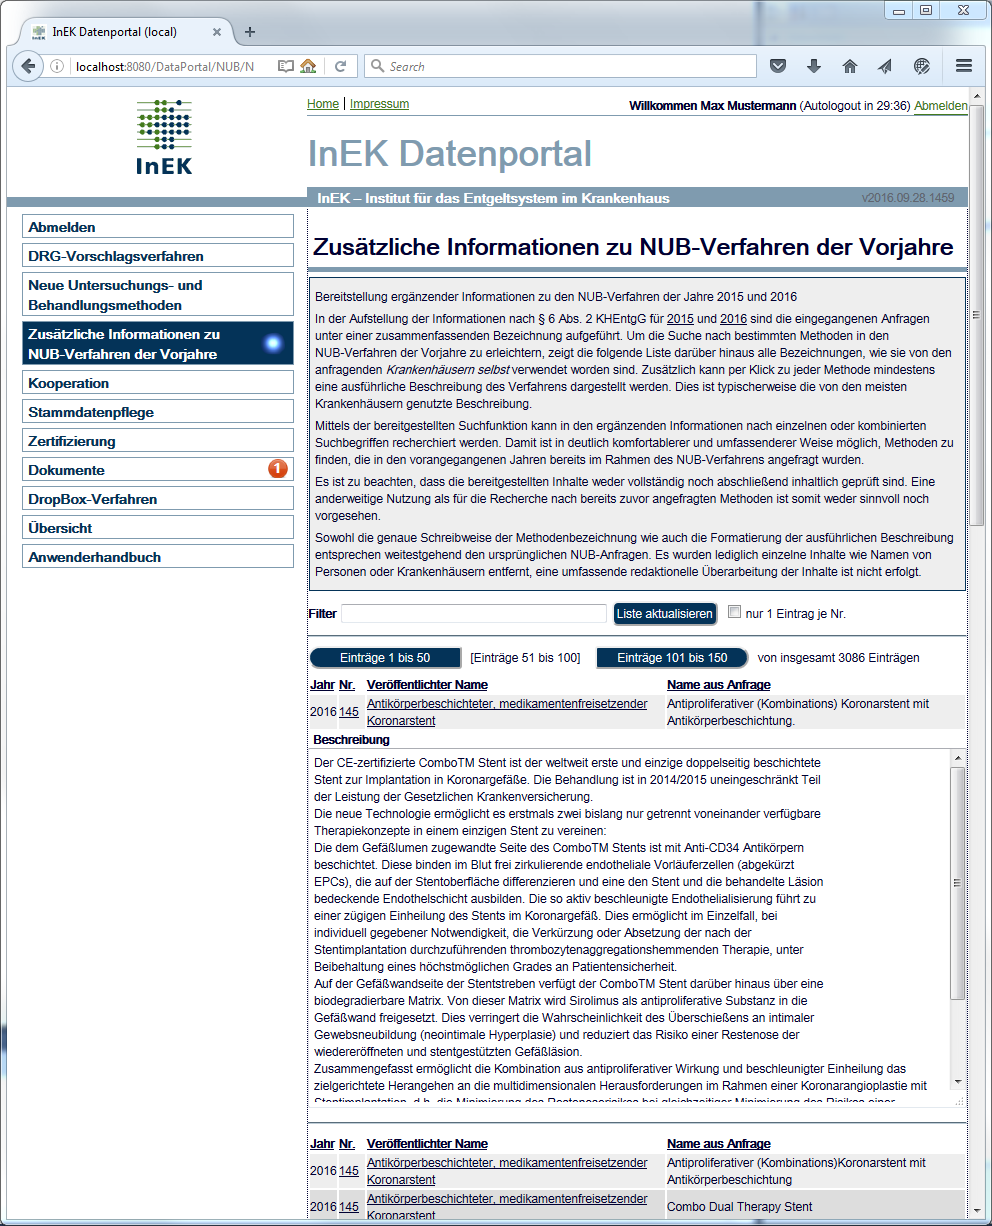 InEK Datenportal (local)
localhost:8080/DataPortal/NUB/N
Search
InEK
Home | Impressum
Willkommen Max Mustermann (Autologout in 29:36) Abmelden
InEK Datenportal
InEK – Institut für das Entgeltsystem im Krankenhaus
v2016.09.28.1459
Abmelden
DRG-Vorschlagsverfahren
Neue Untersuchungs- und
Behandlungsmethoden
Zusätzliche Informationen zu
NUB-Verfahren der Vorjahre
Kooperation
Stammdatenpflege
Zertifizierung
Dokumente 1
DropBox-Verfahren
Übersicht
Anwenderhandbuch
Zusätzliche Informationen zu NUB-Verfahren der Vorjahre
Bereitstellung ergänzender Informationen zu den NUB-Verfahren der Jahre 2015 und 2016
In der Aufstellung der Informationen nach § 6 Abs. 2 KHEntgG für 2015 und 2016 sind die eingegangenen Anfragen
unter einer zusammenfassenden Bezeichnung aufgeführt. Um die Suche nach bestimmten Methoden in den
NUB-Verfahren der Vorjahre zu erleichtern, zeigt die folgende Liste darüber hinaus alle Bezeichnungen, wie sie von den
anfragenden Krankenhäusern selbst verwendet worden sind. Zusätzlich kann per Klick zu jeder Methode mindestens
eine ausführliche Beschreibung des Verfahrens dargestellt werden. Dies ist typischerweise die von den meisten
Krankenhäusern genutzte Beschreibung.
Mittels der bereitgestellten Suchfunktion kann in den ergänzenden Informationen nach einzelnen oder kombinierten
Suchbegriffen recherchiert werden. Damit ist in deutlich komfortablerer und umfassenderer Weise möglich, Methoden zu
finden, die in den vorangegangenen Jahren bereits im Rahmen des NUB-Verfahrens angefragt wurden.
Es ist zu beachten, dass die bereitgestellten Inhalte weder vollständig noch abschließend inhaltlich geprüft sind. Eine
anderweitige Nutzung als für die Recherche nach bereits zuvor angefragten Methoden ist somit weder sinnvoll noch
vorgesehen.
Sowohl die genaue Schreibweise der Methodenbezeichnung wie auch die Formatierung der ausführlichen Beschreibung
entsprechen weitestgehend den ursprünglichen NUB-Anfragen. Es wurden lediglich einzelne Inhalte wie Namen von
Personen oder Krankenhäusern entfernt, eine umfassende redaktionelle Überarbeitung der Inhalte ist nicht erfolgt.
Filter Liste aktualisieren nur 1 Eintrag je Nr.
Einträge 1 bis 50 [Einträge 51 bis 100] Einträge 101 bis 150 von insgesamt 3086 Einträgen
Jahr Nr. Veröffentlichter Name Name aus Anfrage
2016 145 Antikörperbeschichteter, medikamentenfreisetzender Koronarstent Antiproliferativer (Kombinations) Koronarstent mit Antikörperbeschichtung.
Beschreibung
Der CE-zertifizierte ComboTM Stent ist der weltweit erste und einzige doppelseitig beschichtete
Stent zur Implantation in Koronargefäße. Die Behandlung ist in 2014/2015 uneingeschränkt Teil
der Leistung der Gesetzlichen Krankenversicherung.
Die neue Technologie ermöglicht es erstmals zwei bislang nur getrennt voneinander verfügbare
Therapiekonzepte in einem einzigen Stent zu vereinen:
Die dem Gefäßlumen zugewandte Seite des ComboTM Stents ist mit Anti-CD34 Antikörpern
beschichtet. Diese binden im Blut frei zirkulierende endotheliale Vorläuferzellen (abgekürzt
EPCs), die auf der Stentoberfläche differenzieren und eine den Stent und die behandelte Läsion
bedeckende Endothelschicht ausbilden. Die so aktiv beschleunigte Endothelialisierung führt zu
einer zügigen Einheilung des Stents im Koronargefäß. Dies ermöglicht im Einzelfall, bei
individuell gegebener Notwendigkeit, die Verkürzung oder Absetzung der nach der
Stentimplantation durchzuführenden thrombozytenaggregationshemmenden Therapie, unter
Beibehaltung eines höchstmöglichen Grades an Patientensicherheit.
Auf der Gefäßwandseite der Stentstreben verfügt der ComboTM Stent darüber hinaus über eine
biodegradierbare Matrix. Von dieser Matrix wird Sirolimus als antiproliferative Substanz in die
Gefäßwand freigesetzt. Dies verringert die Wahrscheinlichkeit des Überschießens an intimaler
Gewebsneubildung (neointimale Hyperplasie) und reduziert das Risiko einer Restenose der
wiedereröffneten und stentgestützten Gefäßläsion.
Zusammengefasst ermöglicht die Kombination aus antiproliferativer Wirkung und beschleunigter Einheilung das
zielgerichtete Herangehen an die multidimensionalen Herausforderungen im Rahmen einer Koronarangioplastie mit
Stentimplantation, d.h. die Minimierung des Restenoserisikos bei gleichzeitiger Minimierung des Risikos einer
Jahr Nr. Veröffentlichter Name Name aus Anfrage
2016 145 Antikörperbeschichteter, medikamentenfreisetzender Koronarstent Antiproliferativer (Kombinations)Koronarstent mit Antikörperbeschichtung
2016 145 Antikörperbeschichteter, medikamentenfreisetzender Koronarstent Combo Dual Therapy Stent